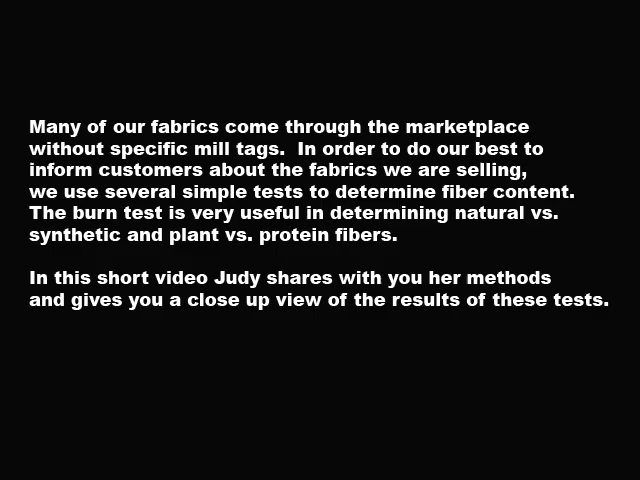 Many of our fabrics come through the marketplace
without specific mill tags.  In order to do our best to
inform customers about the fabrics we are selling,
we use several simple tests to determine fiber content.
The burn test is very useful in determining natural vs.
synthetic and plant vs. protein fibers.
In this short video Judy shares with you her methods
and gives you a close up view of the results of these tests.